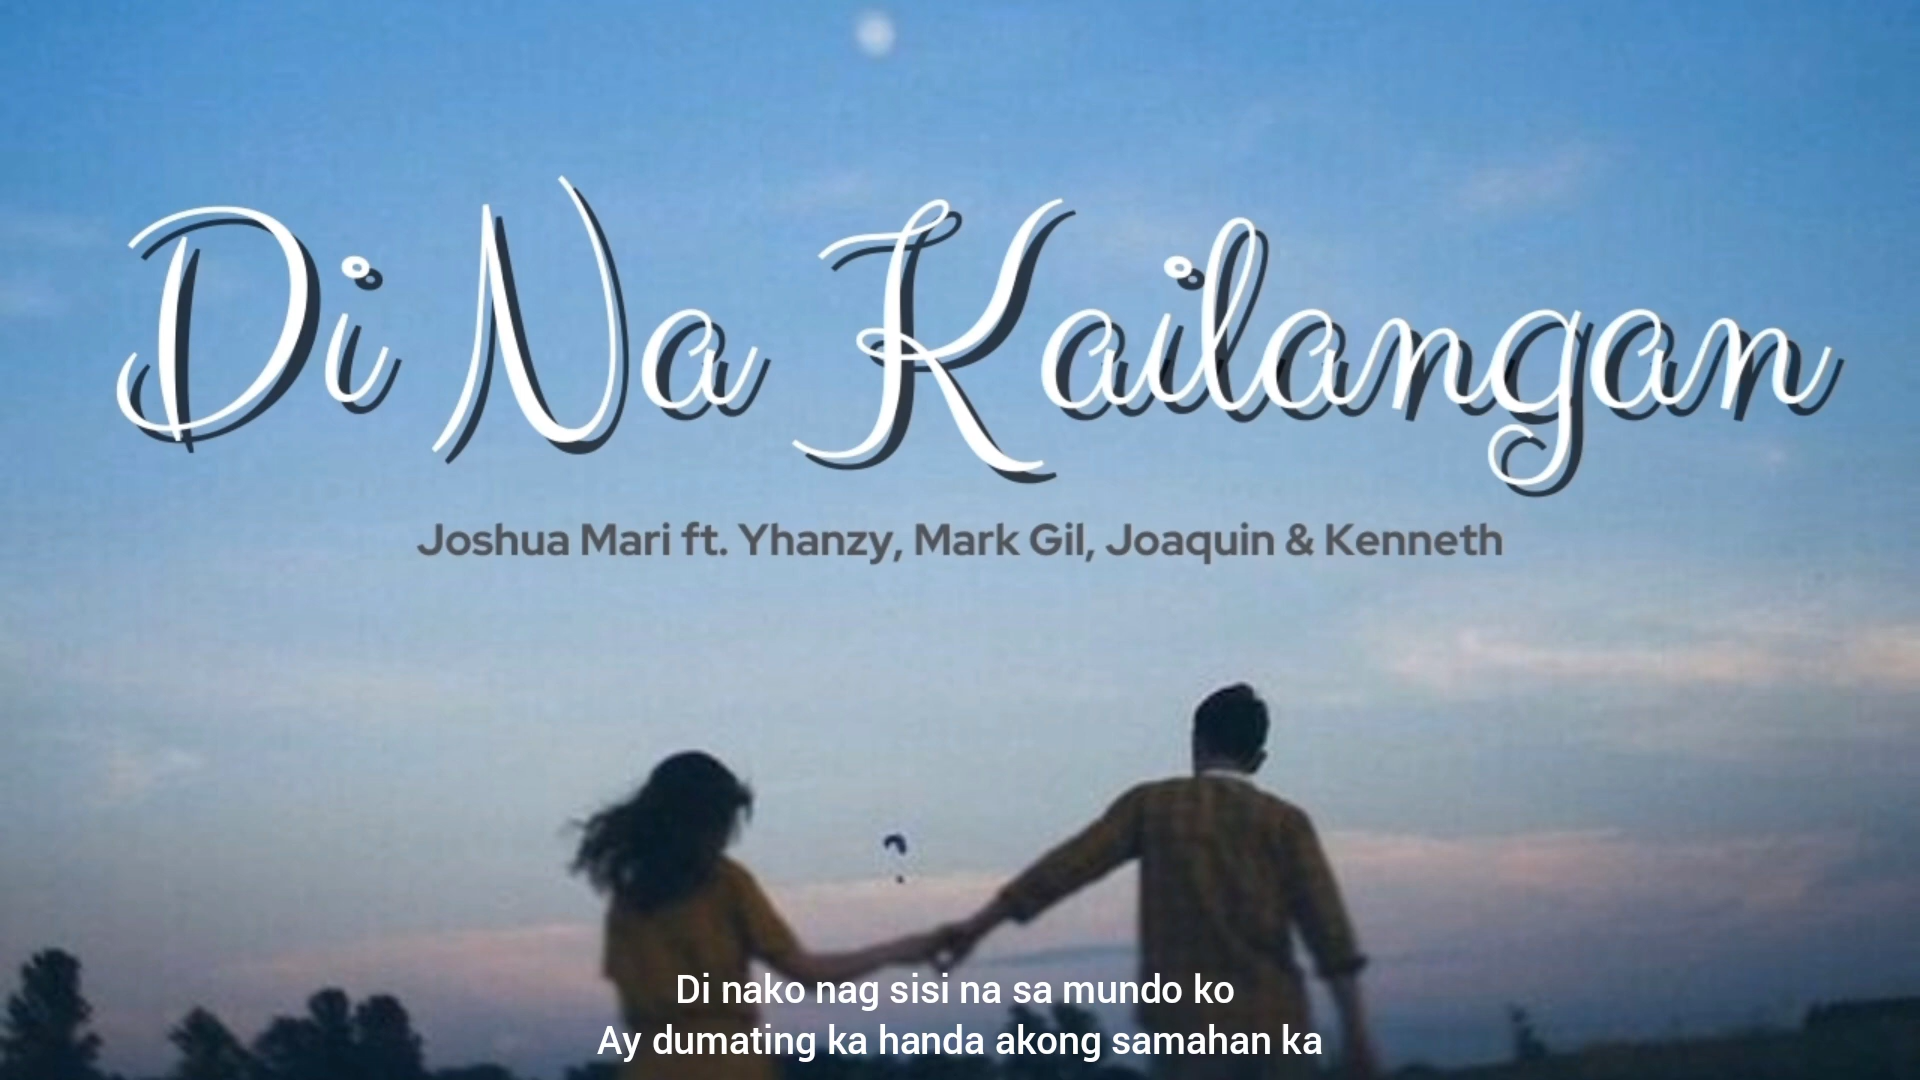 Di Na Kailangan
Joshua Mari ft. Yhanzy, Mark Gil, Joaquin & Kenneth
Di nako nag sisi na sa mundo ko
Ay dumating ka handa akong samahan ka